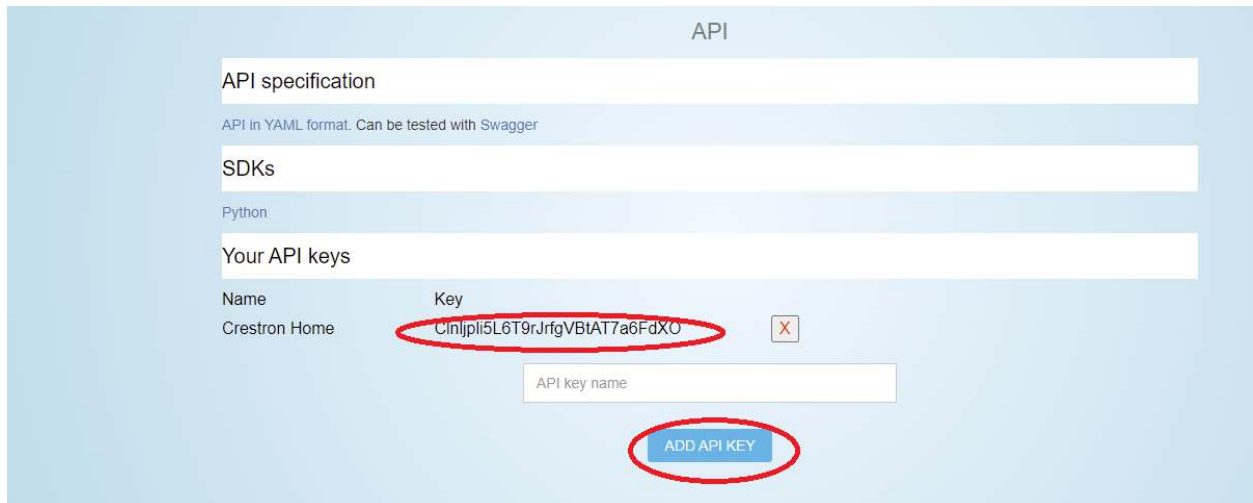 API
API specification
API in YAML format. Can be tested with Swagger
SDKs
Python
Your API keys
Name Key
Crestron Home ClnIjpli5L6T9rJrfgVBtAT7a6FdXO X
API key name
ADD API KEY